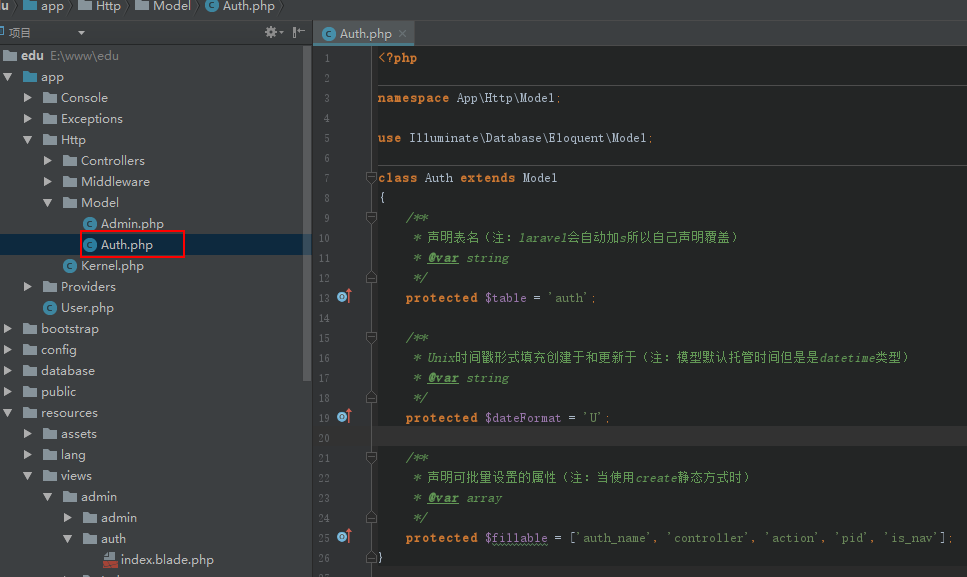 u app Http Model Auth.php
项目
edu E:\www\edu
app
Console
Exceptions
Http
Controllers
Middleware
Model
Admin.php
Auth.php
Kernel.php
Providers
User.php
bootstrap
config
database
public
resources
assets
lang
views
admin
admin
auth
index.blade.php
Auth.php
1 <?php
2
3 namespace App\Http\Model;
4
5 use Illuminate\Database\Eloquent\Model;
6
7 class Auth extends Model
8 {
9 /**
10 * 声明表名（注：laravel会自动加s所以自己声明覆盖）
11 * @var string
12 */
13 protected $table = 'auth';
14
15 /**
16 * Unix时间戳形式填充创建于和更新于（注：模型默认托管时间但是是datetime类型）
17 * @var string
18 */
19 protected $dateFormat = 'U';
20
21 /**
22 * 声明可批量设置的属性（注：当使用create静态方式时）
23 * @var array
24 */
25 protected $fillable = ['auth_name', 'controller', 'action', 'pid', 'is_nav'];
26 }